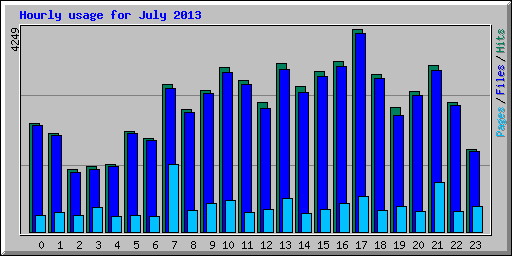 Hourly usage for July 2013
4249
Pages/Files/Hits
0 1 2 3 4 5 6 7 8 9 10 11 12 13 14 15 16 17 18 19 20 21 22 23